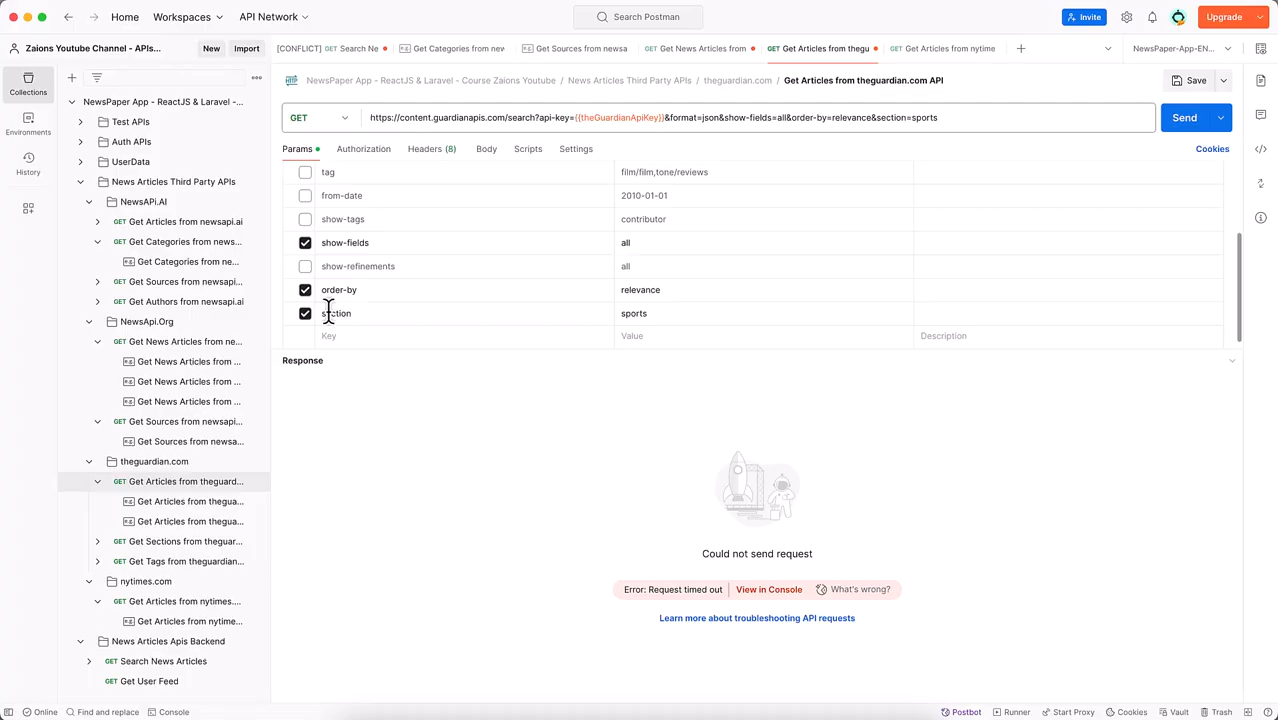 Home
Workspaces
API Network
Search Postman
Invite
Upgrade
Zaions Youtube Channel - APIs...
New
Import
[CONFLICT] GET Search Ne
Get Categories from nev
Get Sources from newsa
GET Get News Articles from
GET Get Articles from thegu
GET Get Articles from nytime
NewsPaper-App-EN...
Collections
Environments
History
NewsPaper App - ReactJS & Laravel -...
Test APIs
Auth APIs
UserData
News Articles Third Party APIs
NewsAPi.AI
GET Get Articles from newsapi.ai
GET Get Categories from news...
Get Categories from ne...
GET Get Sources from newsapi...
GET Get Authors from newsapi.ai
NewsApi.Org
GET Get News Articles from ne...
Get News Articles from ...
Get News Articles from ...
Get News Articles from ...
GET Get Sources from newsapi...
Get Sources from newsa...
theguardian.com
GET Get Articles from theguard...
Get Articles from thegua...
Get Articles from thegua...
GET Get Sections from theguar...
GET Get Tags from theguardian...
nytimes.com
GET Get Articles from nytimes....
Get Articles from nytime...
News Articles Apis Backend
GET Search News Articles
GET Get User Feed
HTTP NewsPaper App - ReactJS & Laravel - Course Zaions Youtube / News Articles Third Party APIs / theguardian.com / Get Articles from theguardian.com API
Save
GET https://content.guardianapis.com/search?api-key={{theGuardianApiKey}}&format=json&show-fields=all&order-by=relevance&section=sports
Send
Params
Authorization
Headers (8)
Body
Scripts
Settings
Cookies
tag film/film,tone/reviews
from-date 2010-01-01
show-tags contributor
show-fields all
show-refinements all
order-by relevance
section sports
Key Value Description
Response
Could not send request
Error: Request timed out View in Console What's wrong?
Learn more about troubleshooting API requests
Online
Find and replace
Console
Postbot
Runner
Start Proxy
Cookies
Vault
Trash